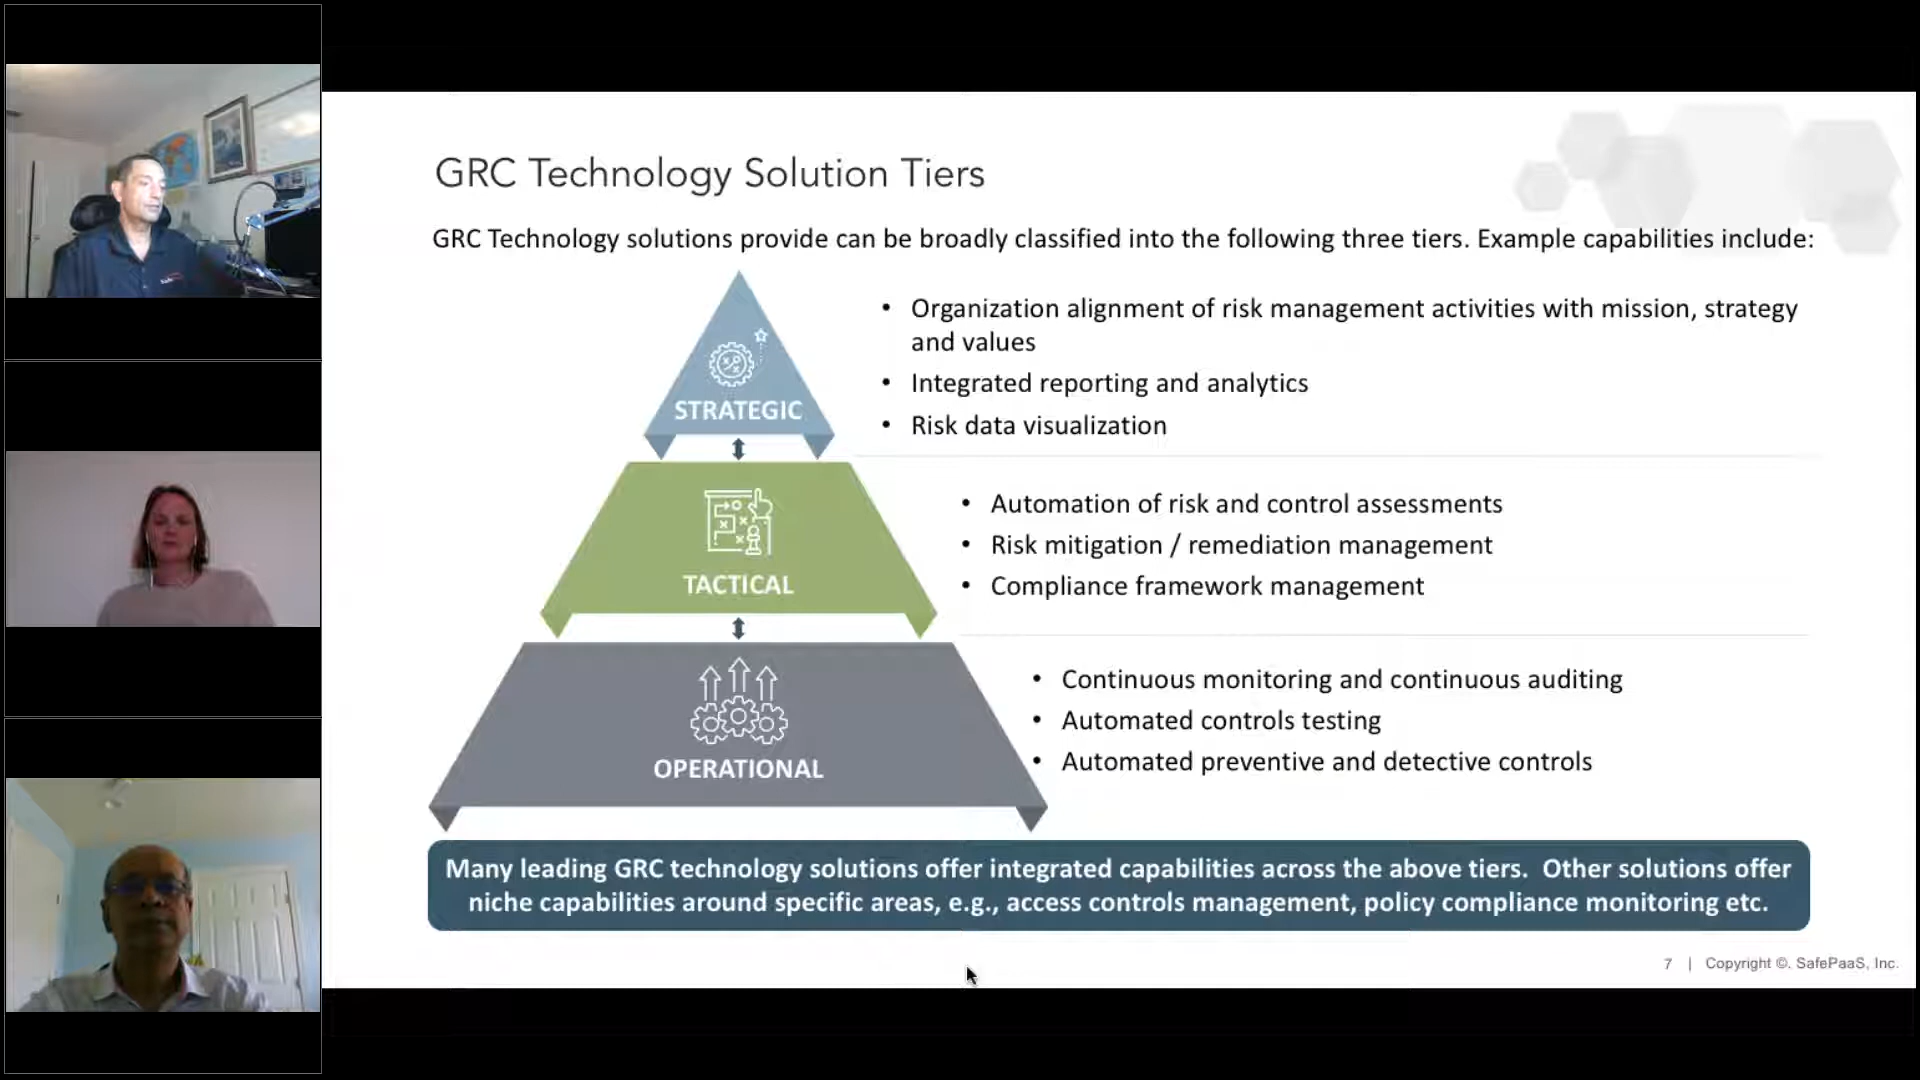 GRC Technology Solution Tiers
GRC Technology solutions provide can be broadly classified into the following three tiers. Example capabilities include:
STRATEGIC
• Organization alignment of risk management activities with mission, strategy
and values
• Integrated reporting and analytics
• Risk data visualization
TACTICAL
• Automation of risk and control assessments
• Risk mitigation / remediation management
• Compliance framework management
OPERATIONAL
• Continuous monitoring and continuous auditing
• Automated controls testing
• Automated preventive and detective controls
Many leading GRC technology solutions offer integrated capabilities across the above tiers. Other solutions offer
niche capabilities around specific areas, e.g., access controls management, policy compliance monitoring etc.
7 | Copyright ©. SafePaaS, Inc.